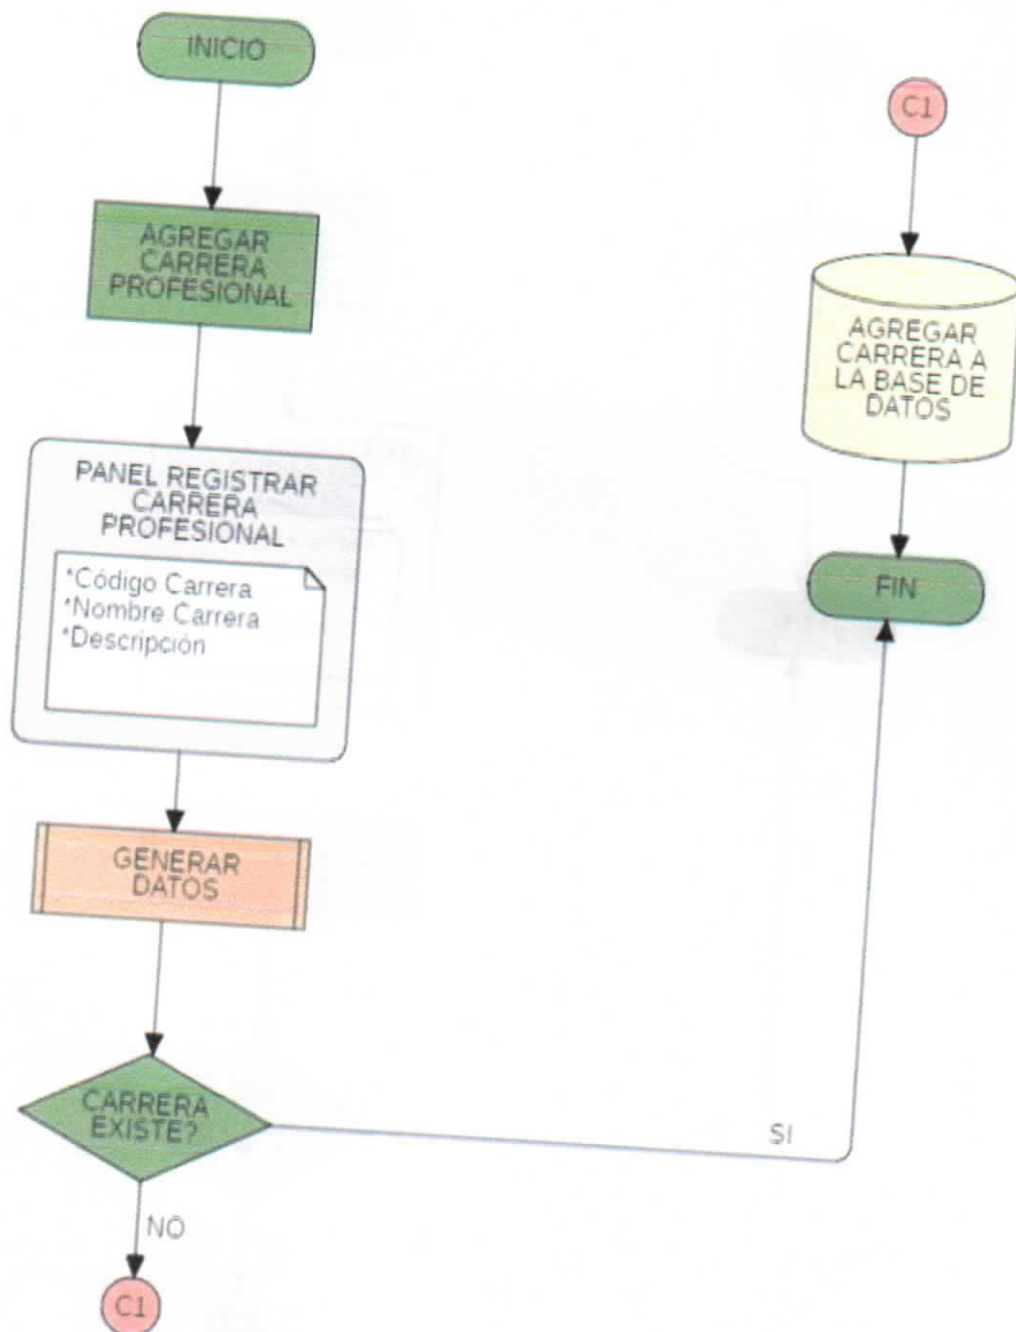 INICIO
AGREGAR
CARRERA
PROFESIONAL
PANEL REGISTRAR
CARRERA
PROFESIONAL
*Código Carrera
*Nombre Carrera
*Descripción
GENERAR
DATOS
CARRERA
EXISTE?
SI
NO
C1
C1
AGREGAR
CARRERA A
LA BASE DE
DATOS
FIN